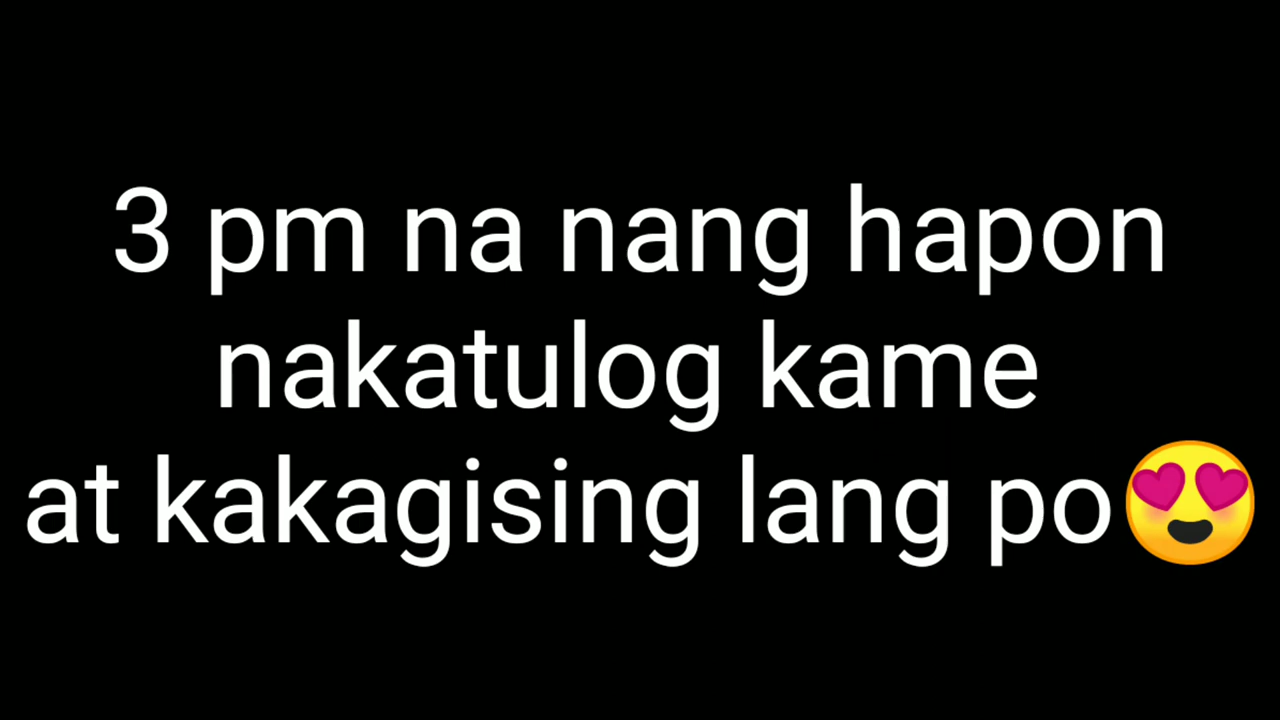 3 pm na nang hapon
nakatulog kame
at kakagising lang po😍